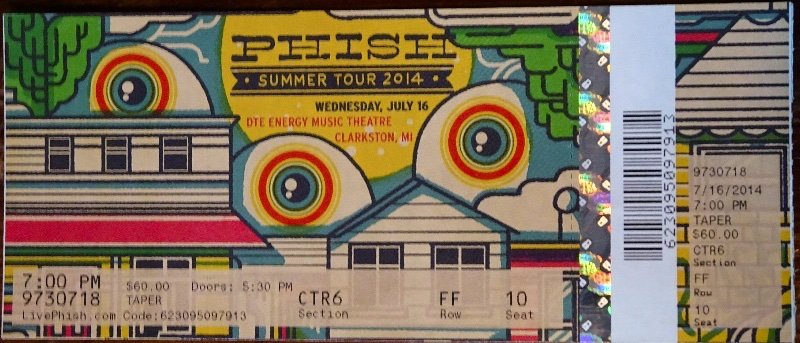 PHISH
• SUMMER TOUR 2014 •
WEDNESDAY, JULY 16
DTE ENERGY MUSIC THEATRE
CLARKSTON, MI
7:00 PM $60.00 Doors: 5:30 PM
9730718 TAPER
LivePhish.com Code:623095097913
CTR6 FF 10
Section Row Seat
623095097913
9730718
7/16/2014
7:00 PM
TAPER
$60.00
CTR6
Section
FF
Row
10
Seat